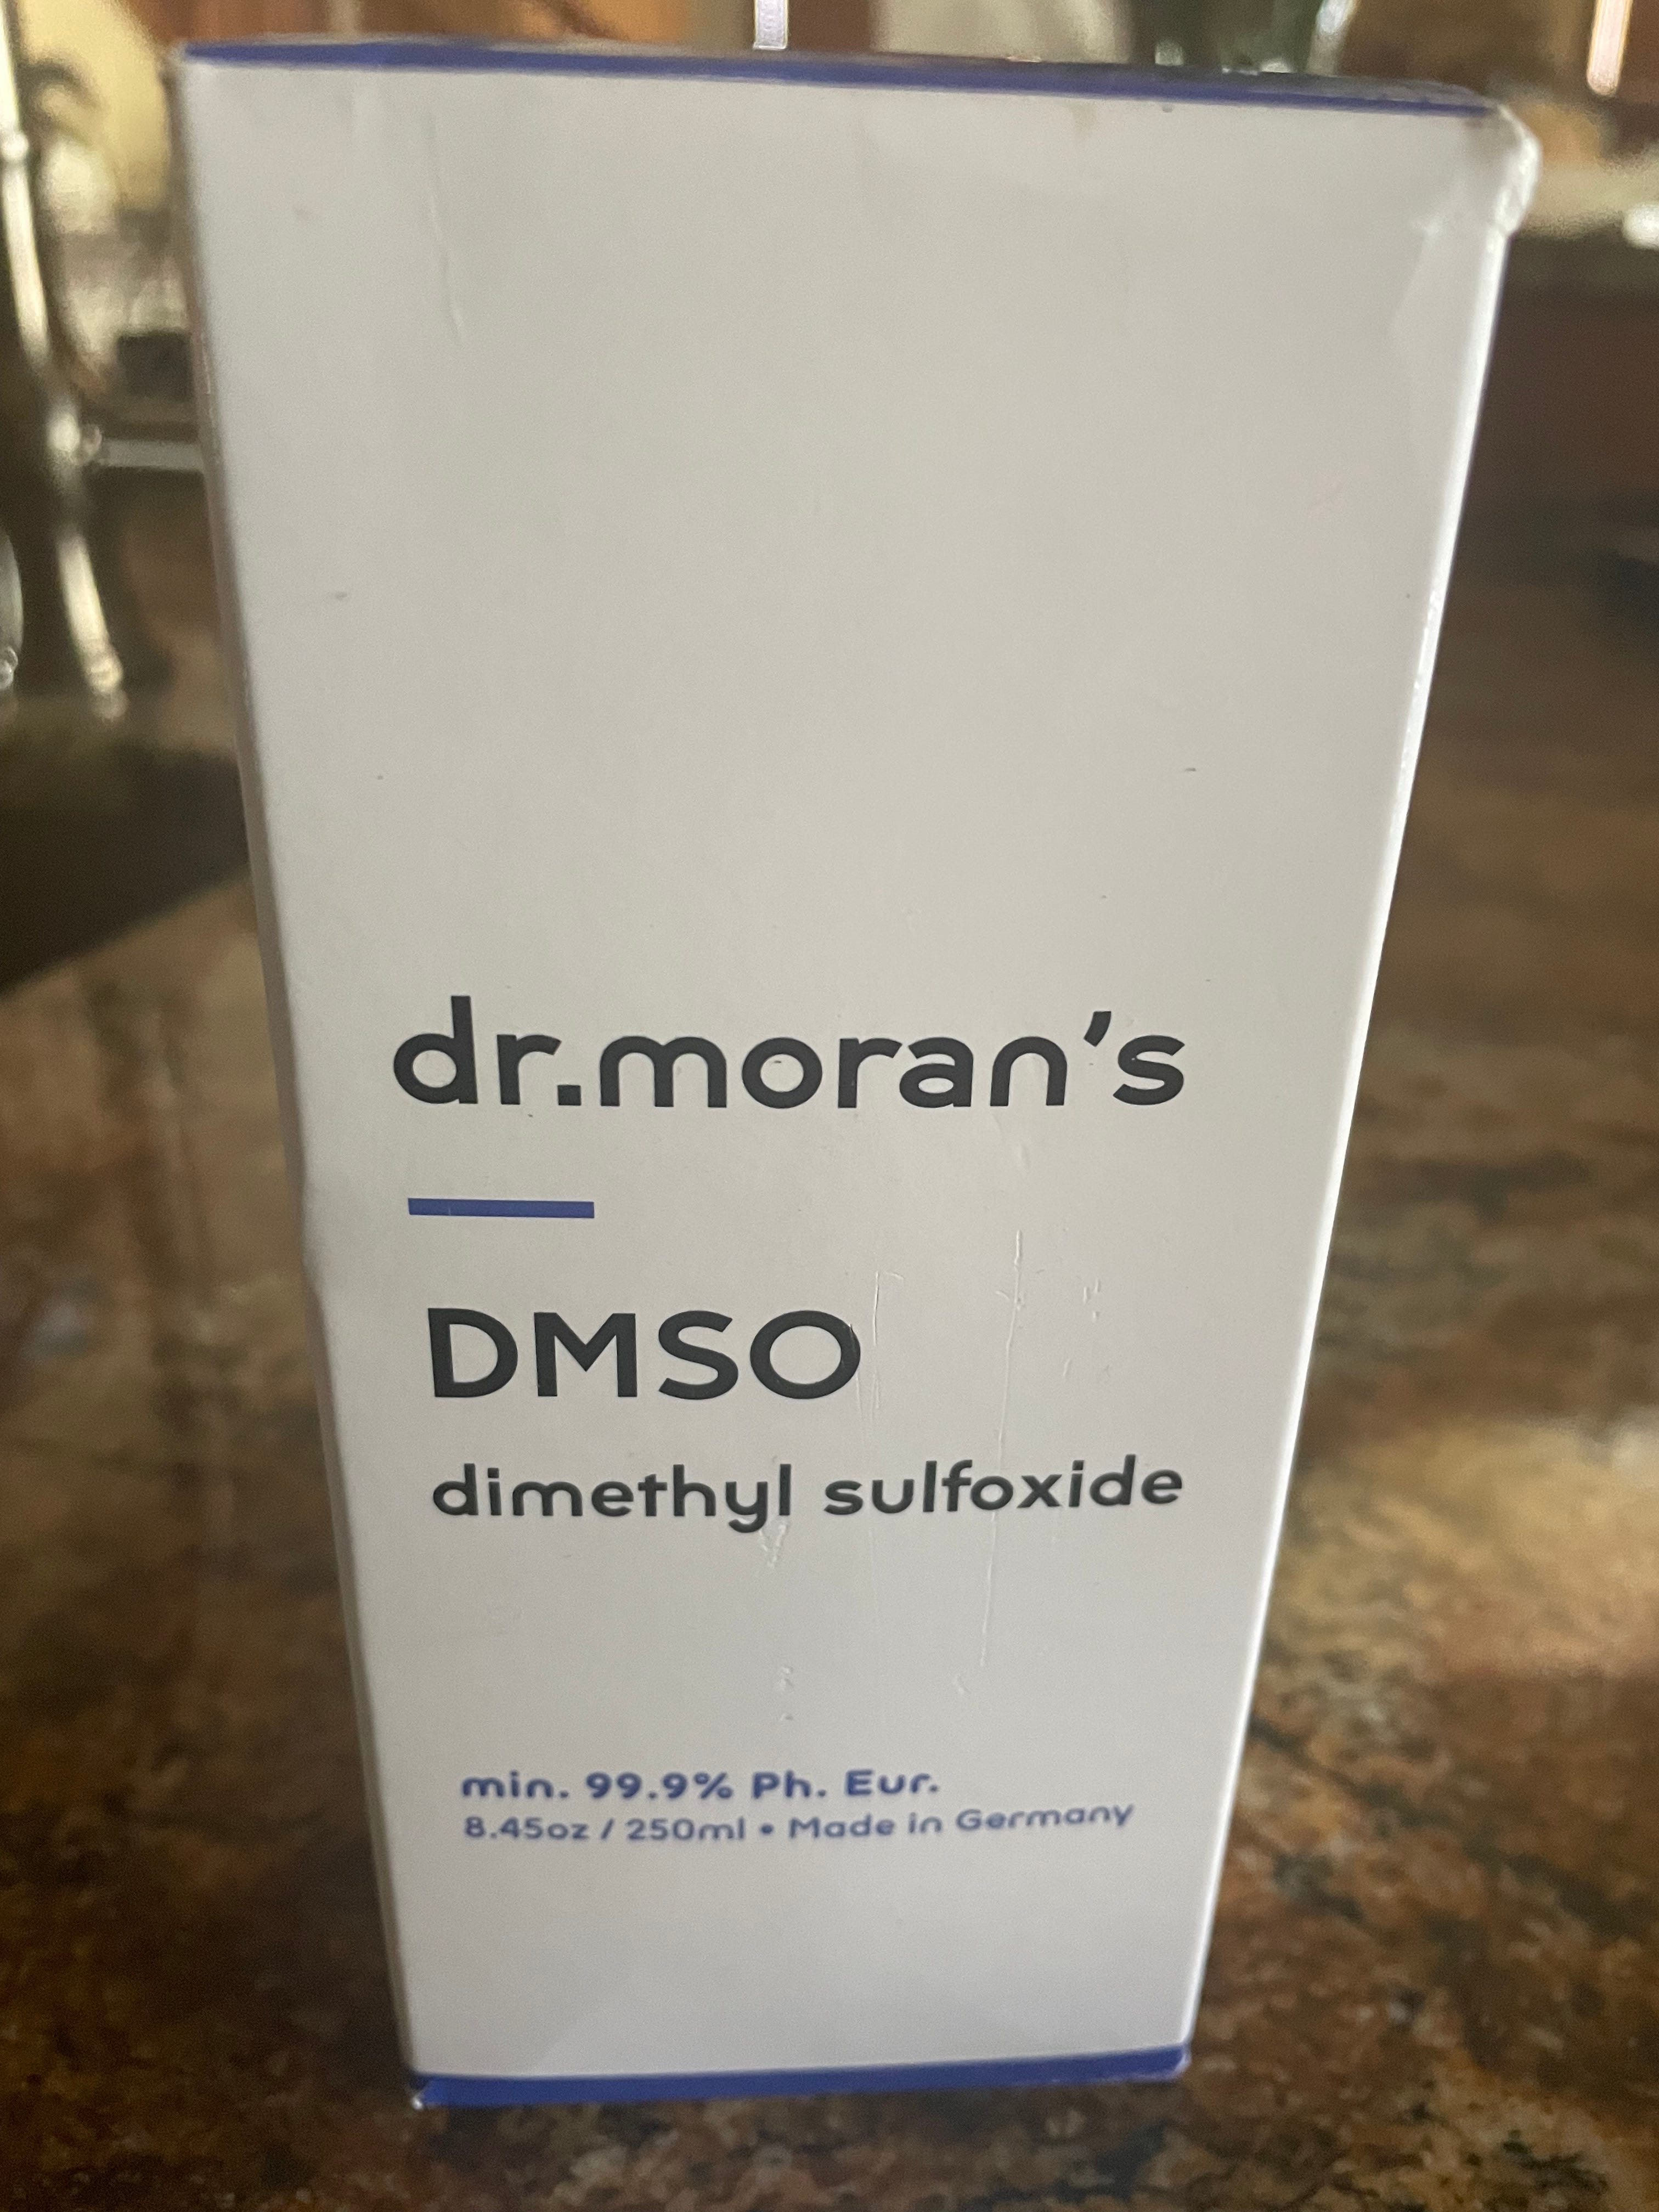 dr.moran's
DMSO
dimethyl sulfoxide
min. 99.9% Ph. Eur.
8.45oz / 250ml • Made in Germany